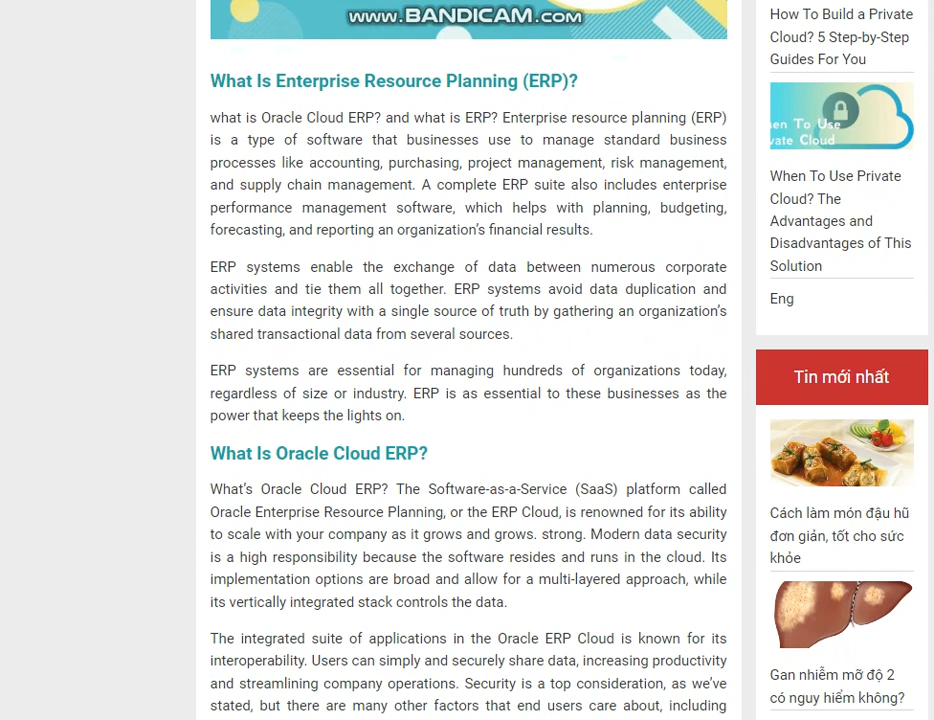 www.BANDICAM.com
What Is Enterprise Resource Planning (ERP)?
what is Oracle Cloud ERP? and what is ERP? Enterprise resource planning (ERP)
is a type of software that businesses use to manage standard business
processes like accounting, purchasing, project management, risk management,
and supply chain management. A complete ERP suite also includes enterprise
performance management software, which helps with planning, budgeting,
forecasting, and reporting an organization’s financial results.
ERP systems enable the exchange of data between numerous corporate
activities and tie them all together. ERP systems avoid data duplication and
ensure data integrity with a single source of truth by gathering an organization’s
shared transactional data from several sources.
ERP systems are essential for managing hundreds of organizations today,
regardless of size or industry. ERP is as essential to these businesses as the
power that keeps the lights on.
What Is Oracle Cloud ERP?
What’s Oracle Cloud ERP? The Software-as-a-Service (SaaS) platform called
Oracle Enterprise Resource Planning, or the ERP Cloud, is renowned for its ability
to scale with your company as it grows and grows. strong. Modern data security
is a high responsibility because the software resides and runs in the cloud. Its
implementation options are broad and allow for a multi-layered approach, while
its vertically integrated stack controls the data.
The integrated suite of applications in the Oracle ERP Cloud is known for its
interoperability. Users can simply and securely share data, increasing productivity
and streamlining company operations. Security is a top consideration, as we’ve
stated, but there are many other factors that end users care about, including
How To Build a Private
Cloud? 5 Step-by-Step
Guides For You
en To Use
vate Cloud
When To Use Private
Cloud? The
Advantages and
Disadvantages of This
Solution
Eng
Tin mới nhất
Cách làm món đậu hũ
đơn giản, tốt cho sức
khỏe
Gan nhiễm mỡ độ 2
có nguy hiểm không?